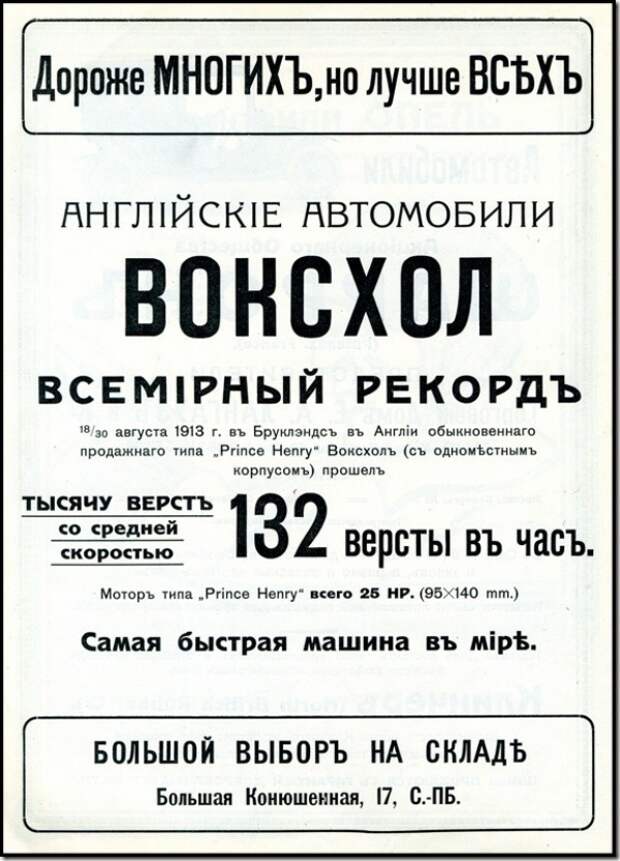 Дороже МНОГИХЪ, но лучше ВСѢХЪ
АНГЛІЙСКІЕ АВТОМОБИЛИ
ВОКСХОЛ
ВСЕМІРНЫЙ РЕКОРДЪ
18/30 августа 1913 г. въ Брукляндсъ въ Англіи обыкновеннаго
продажнаго типа „Prince Henry“ Воксхол (съ одномѣстнымъ
корпусомъ) прошелъ
ТЫСЯЧУ ВЕРСТЪ
со средней
скоростью
132 версты въ часъ.
Моторъ типа „Prince Henry“ всего 25 HP. (95×140 mm.)
Самая быстрая машина въ мірѣ.
БОЛЬШОЙ ВЫБОРЪ НА СКЛАДѢ
Большая Конюшенная, 17, С.-ПБ.